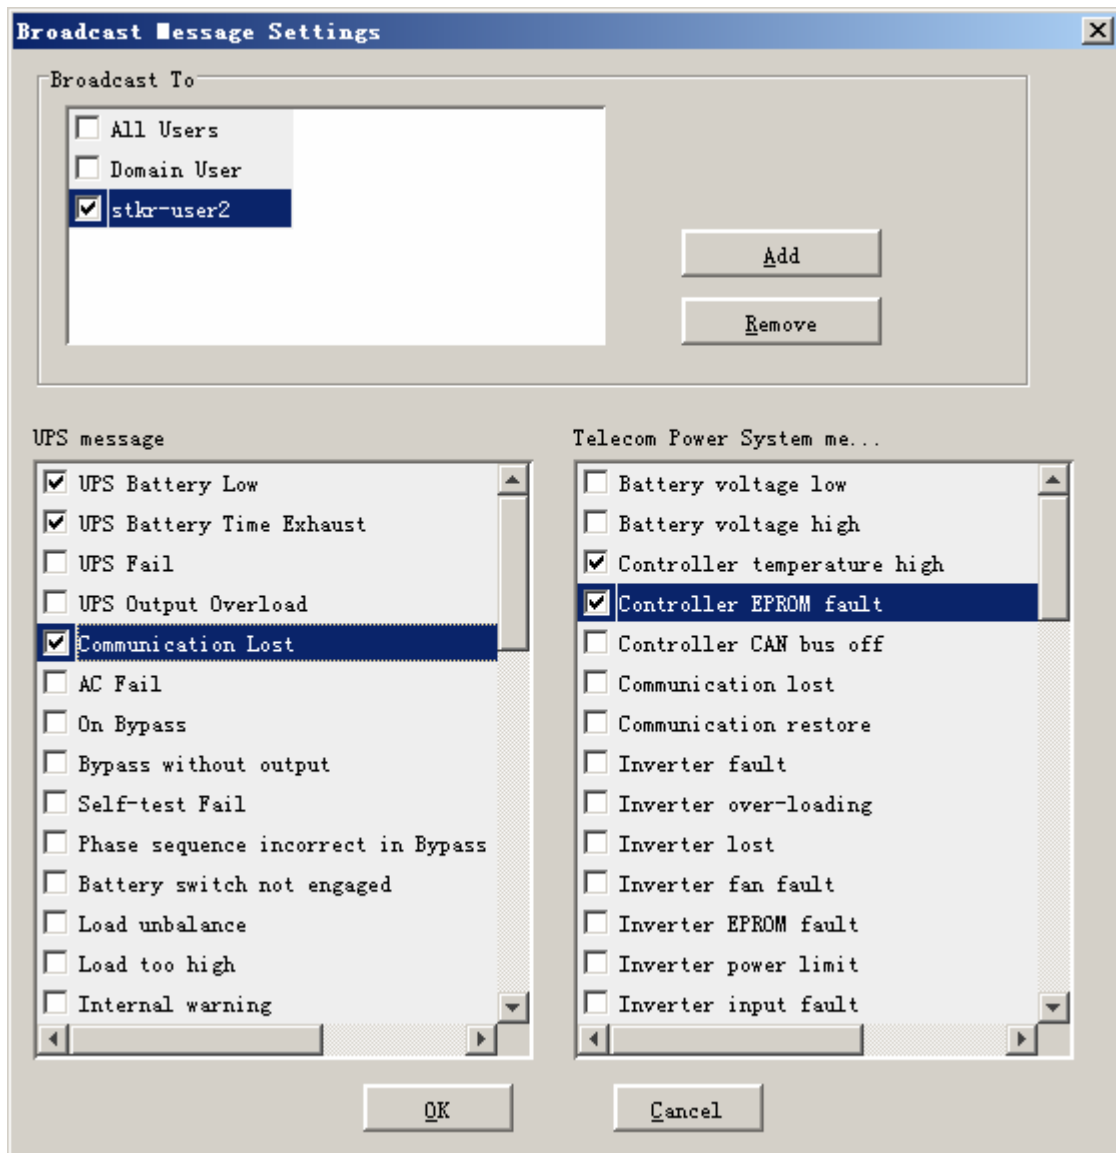 Broadcast Message Settings
Broadcast To
All Users
Domain User
stkr-user2
Add
Remove
UPS message
UPS Battery Low
UPS Battery Time Exhaust
UPS Fail
UPS Output Overload
Communication Lost
AC Fail
On Bypass
Bypass without output
Self-test Fail
Phase sequence incorrect in Bypass
Battery switch not engaged
Load unbalance
Load too high
Internal warning
Telecom Power System me...
Battery voltage low
Battery voltage high
Controller temperature high
Controller EPROM fault
Controller CAN bus off
Communication lost
Communication restore
Inverter fault
Inverter over-loading
Inverter lost
Inverter fan fault
Inverter EPROM fault
Inverter power limit
Inverter input fault
OK
Cancel